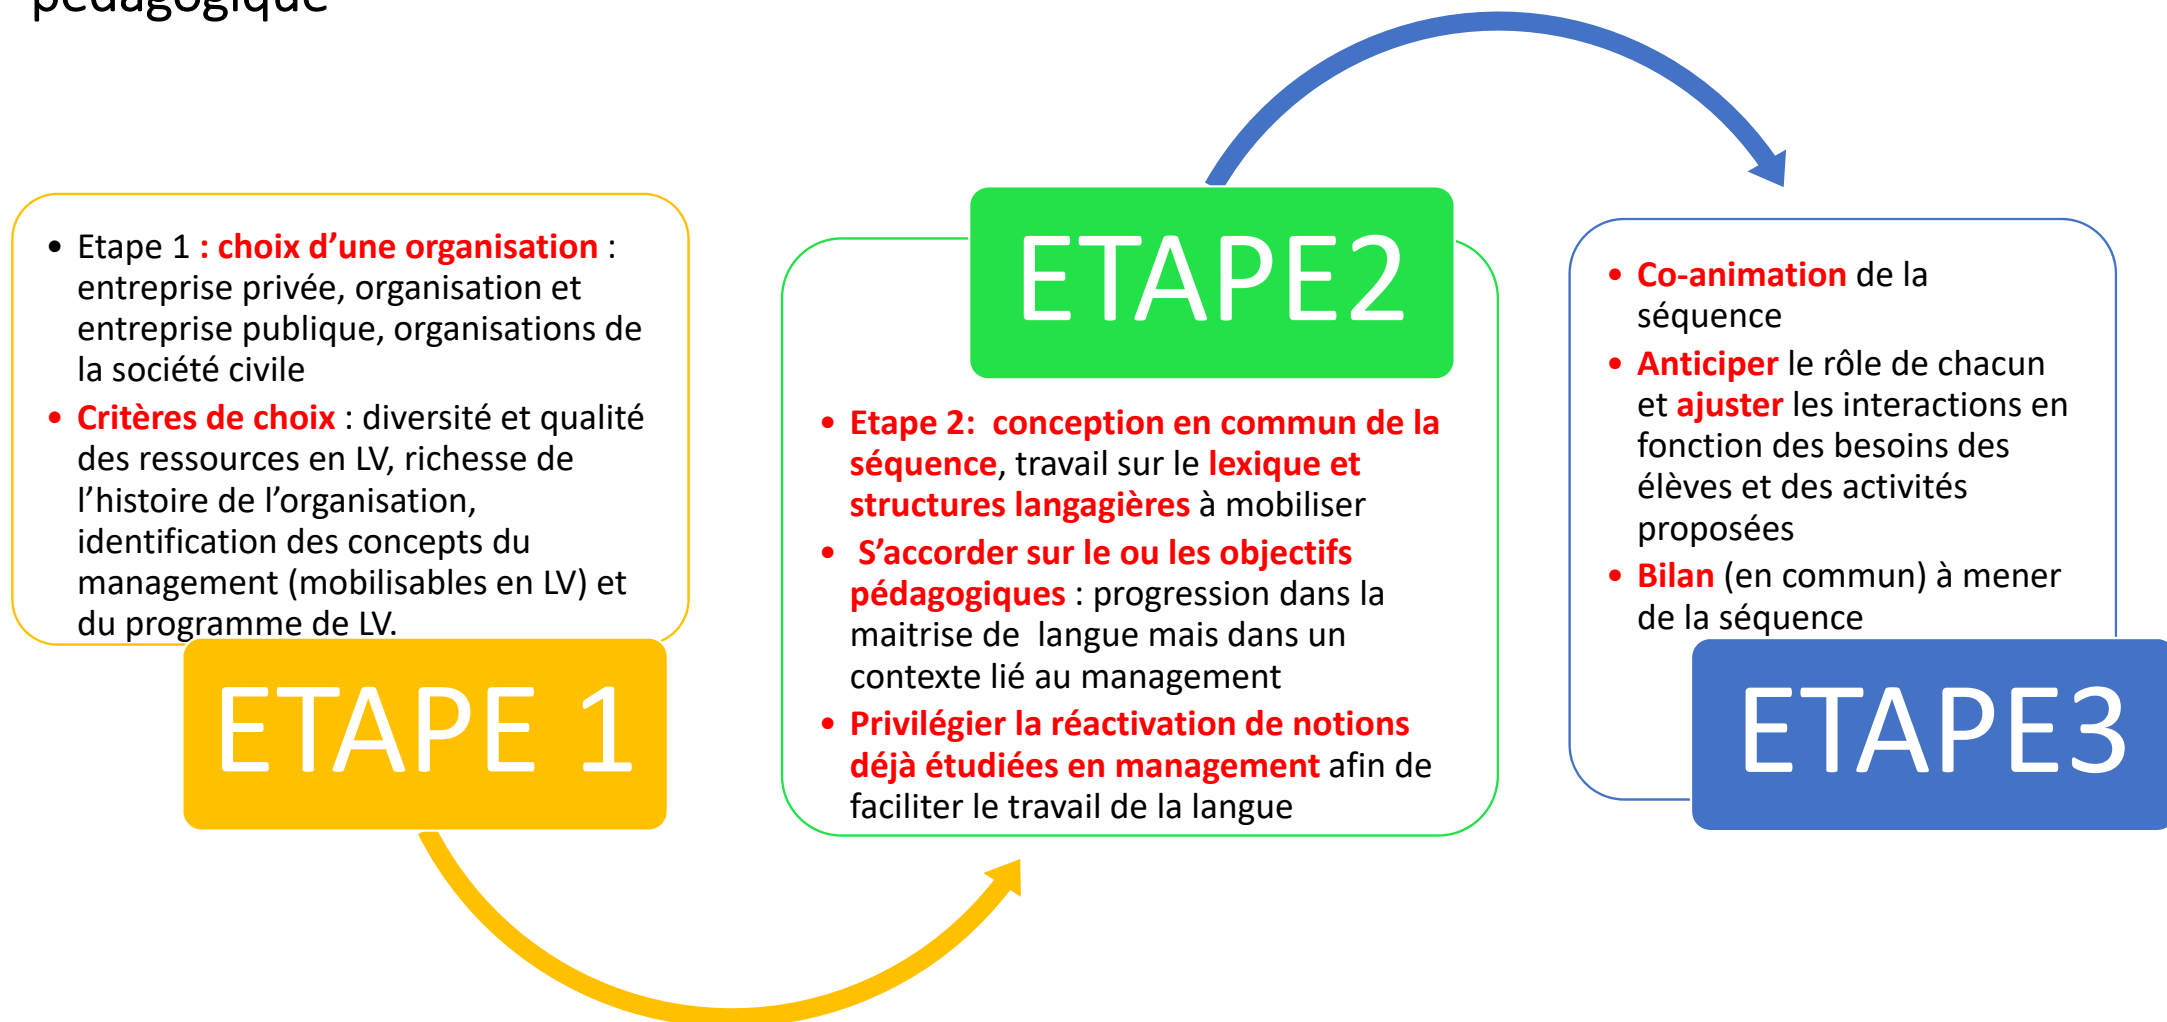 pédagogique
• Etape 1 : choix d’une organisation :
entreprise privée, organisation et
entreprise publique, organisations de
la société civile
• Critères de choix : diversité et qualité
des ressources en LV, richesse de
l’histoire de l’organisation,
identification des concepts du
management (mobilisables en LV) et
du programme de LV.
ETAPE 1
ETAPE2
• Etape 2: conception en commun de la
séquence, travail sur le lexique et
structures langagières à mobiliser
• S’accorder sur le ou les objectifs
pédagogiques : progression dans la
maitrise de langue mais dans un
contexte lié au management
• Privilégier la réactivation de notions
déjà étudiées en management afin de
faciliter le travail de la langue
• Co-animation de la
séquence
• Anticiper le rôle de chacun
et ajuster les interactions en
fonction des besoins des
élèves et des activités
proposées
• Bilan (en commun) à mener
de la séquence
ETAPE3